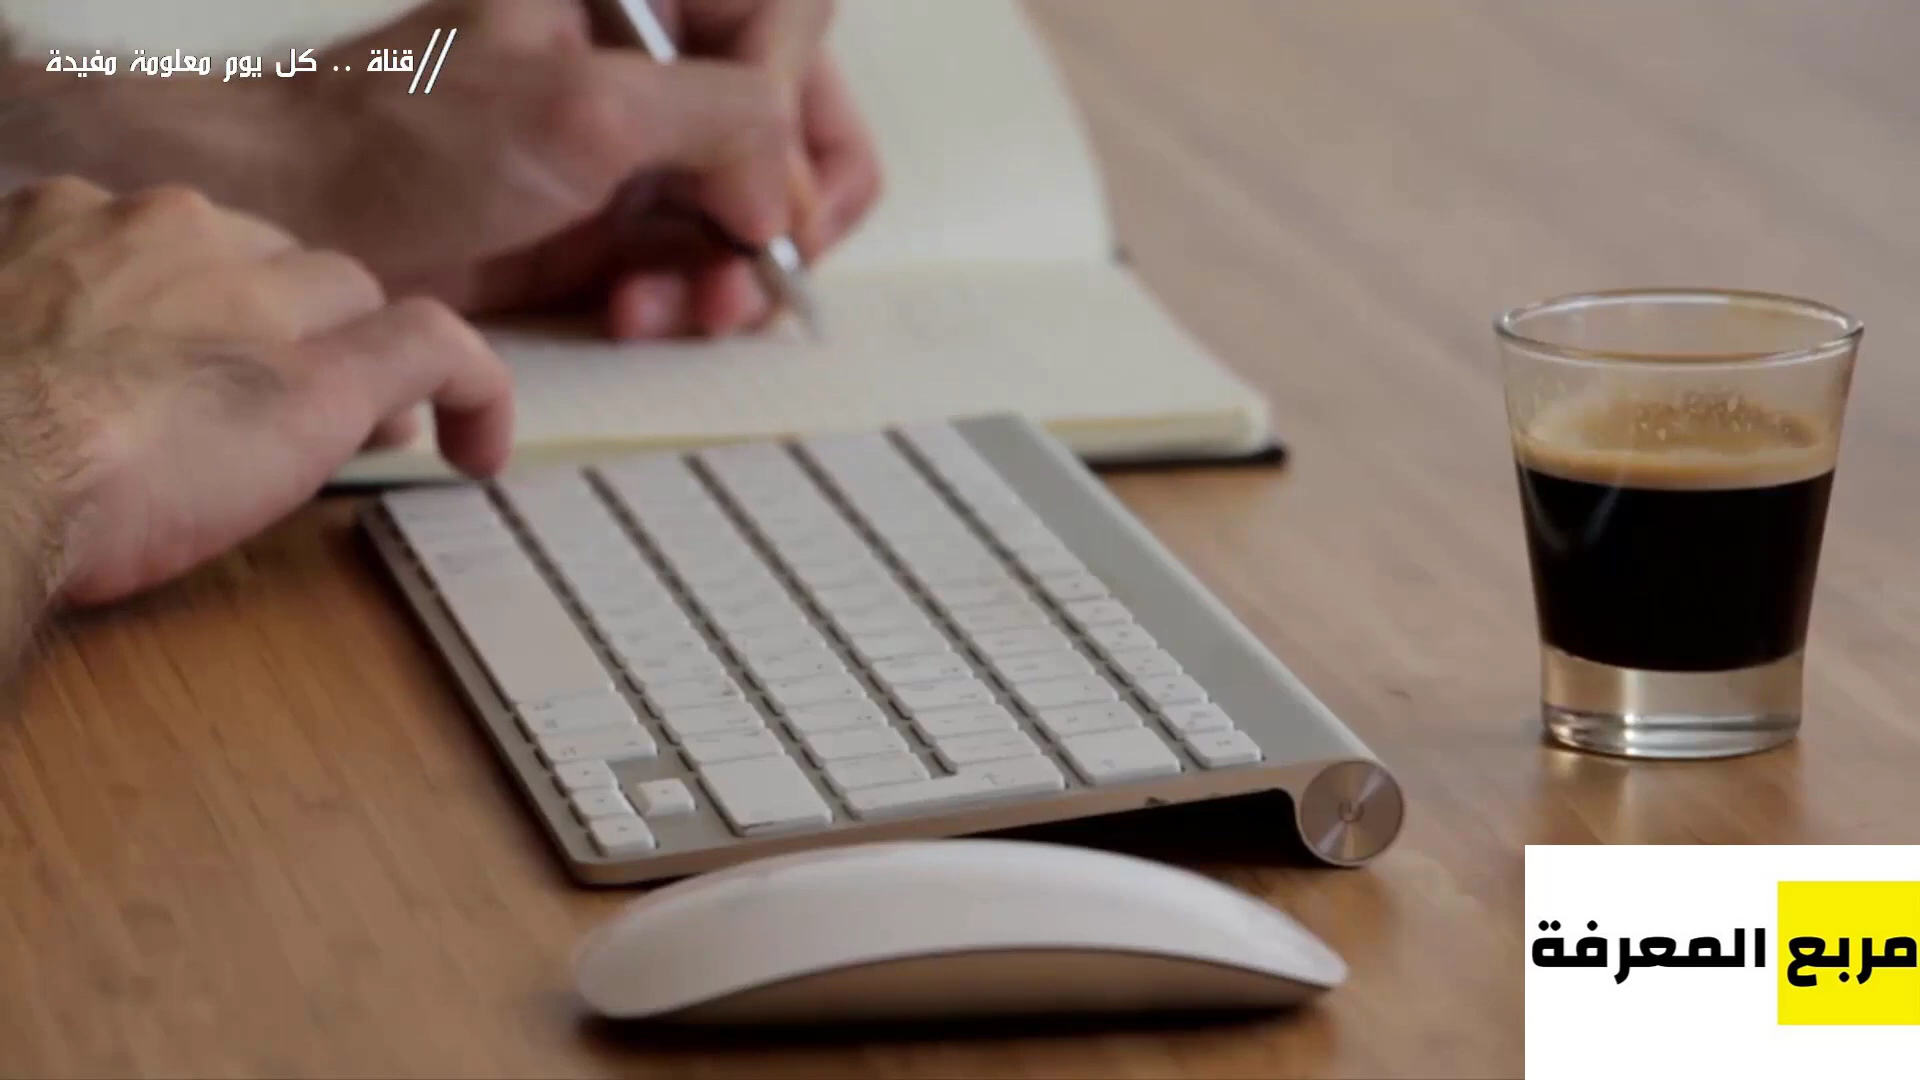 //قناة .. كل يوم معلومة مفيدة
مربع المعرفة